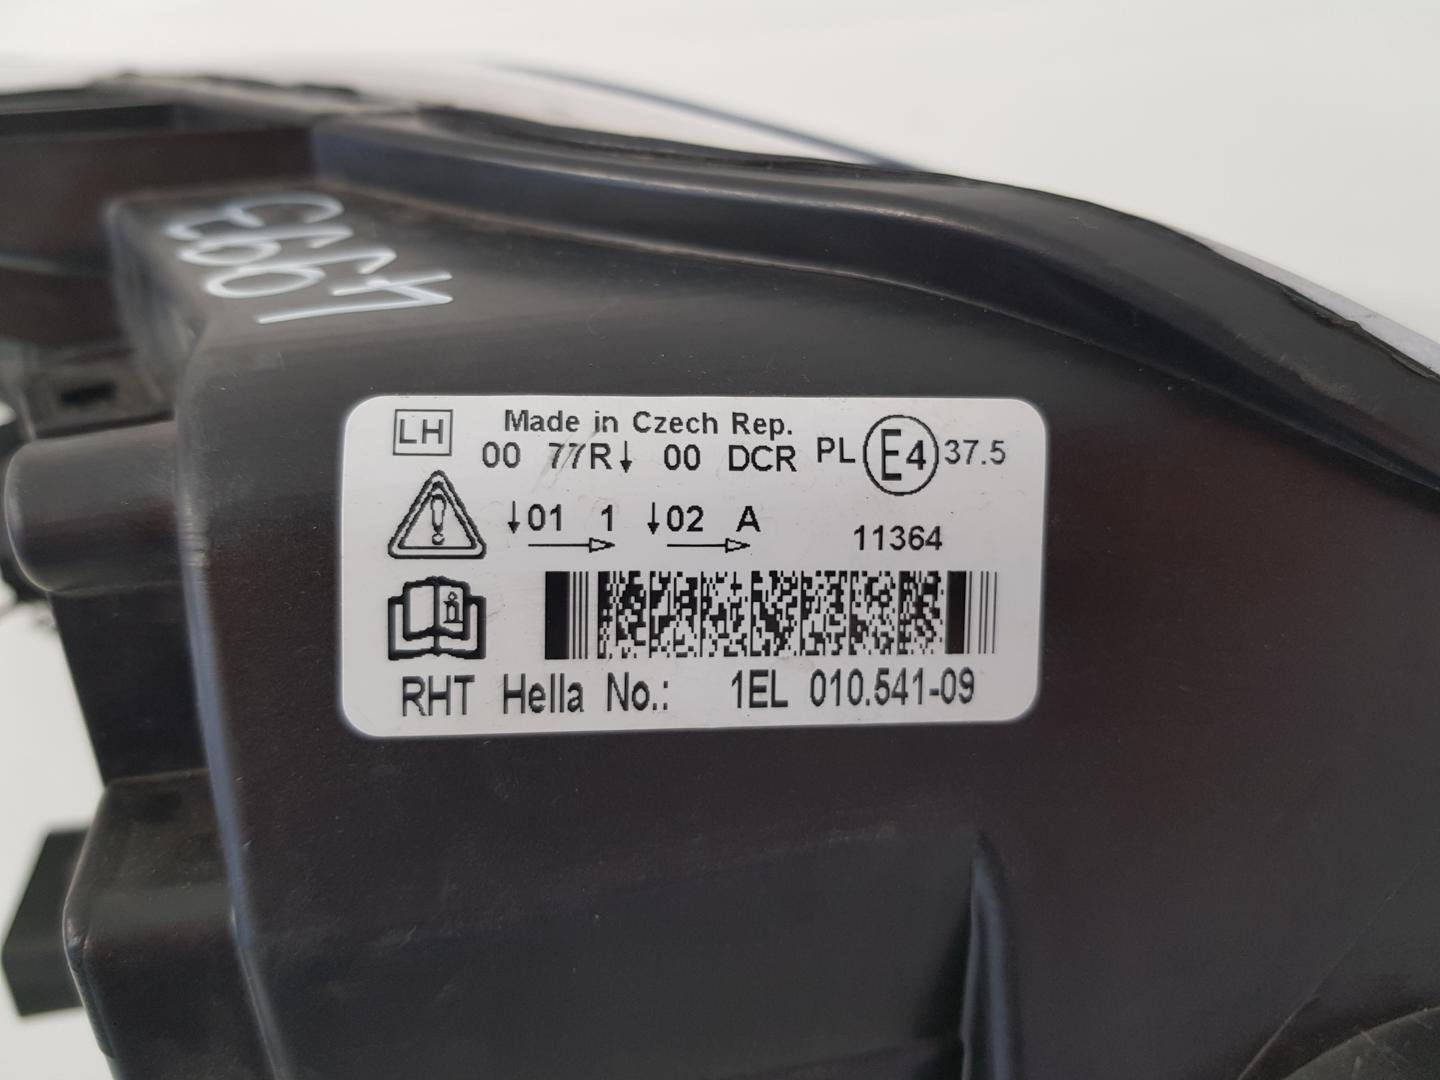 44993
LH Made in Czech Rep.
00 77R↓ 00 DCR PL E4 37.5
↓01 1 ↓02 A
11364
RHT Hella No.: 1EL 010.541-09